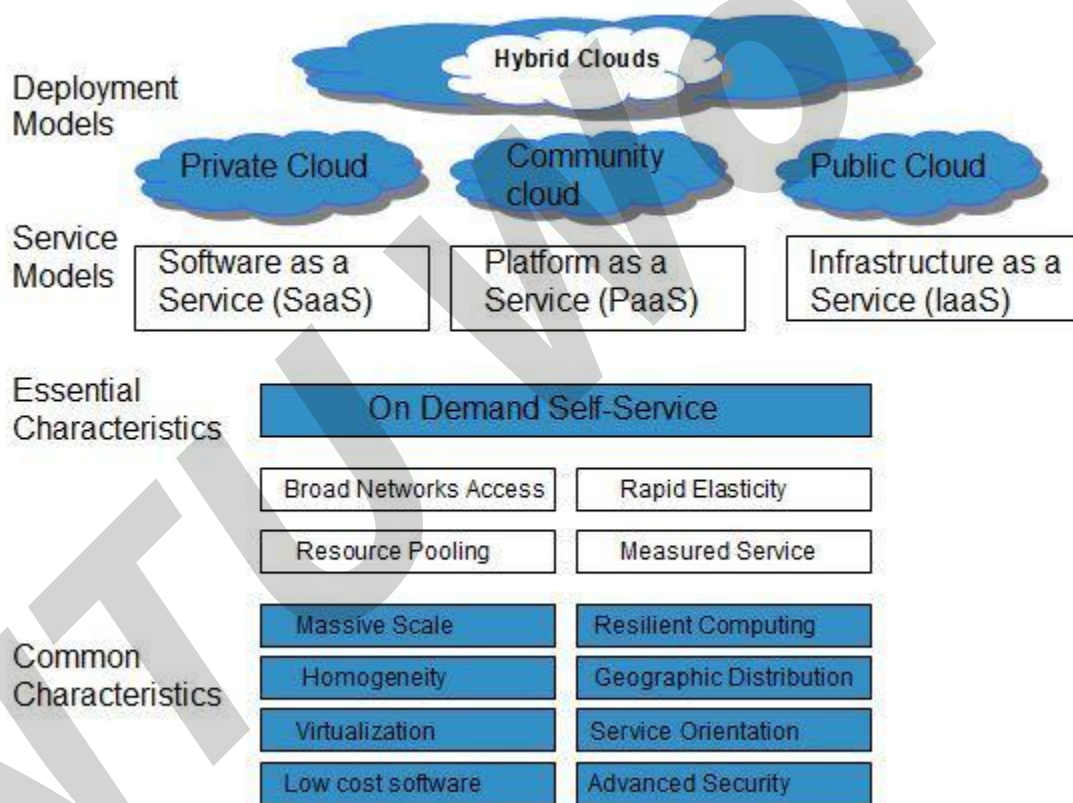 Hybrid Clouds
Deployment
Models
Private Cloud
Community
cloud
Public Cloud
Service
Models
Software as a
Service (SaaS)
Platform as a
Service (PaaS)
Infrastructure as a
Service (IaaS)
Essential
Characteristics
On Demand Self-Service
Broad Networks Access
Rapid Elasticity
Resource Pooling
Measured Service
Common
Characteristics
Massive Scale
Resilient Computing
Homogeneity
Geographic Distribution
Virtualization
Service Orientation
Low cost software
Advanced Security